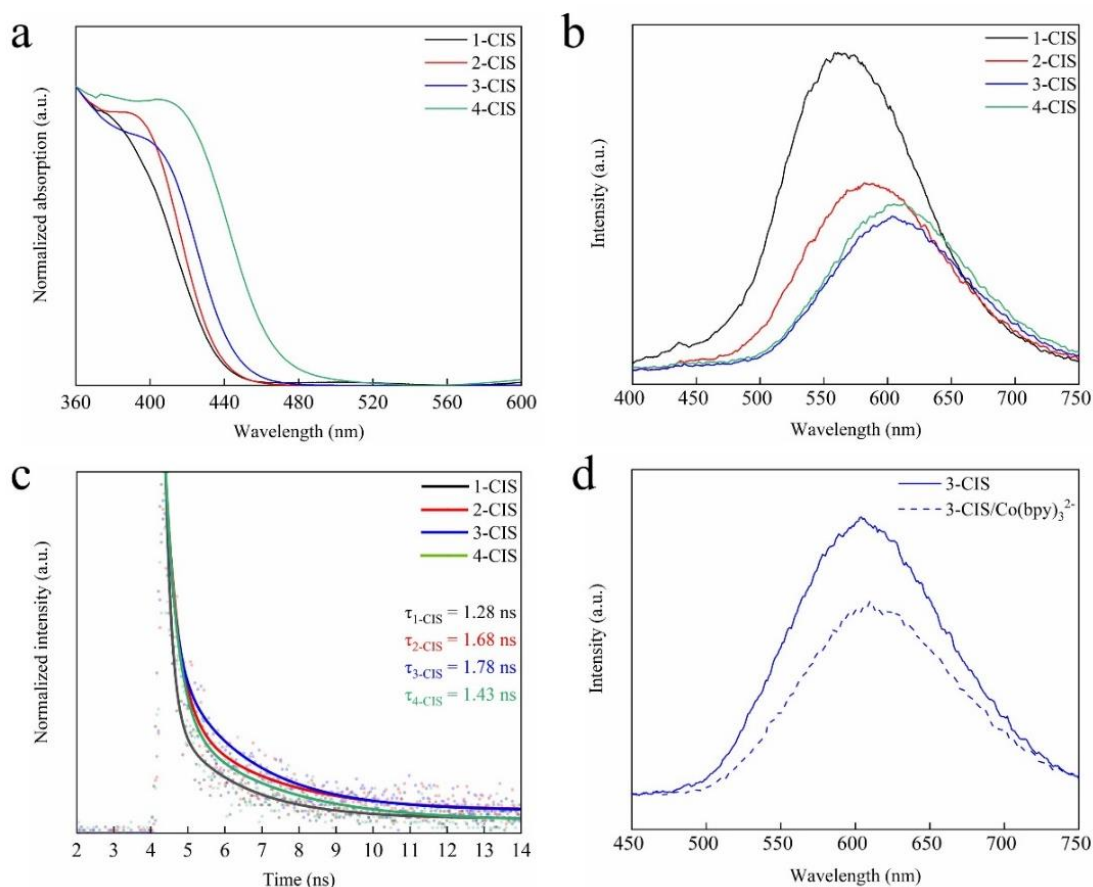 a
1-CIS
2-CIS
3-CIS
4-CIS
Normalized absorption (a.u.)
360 400 440 480 520 560 600
Wavelength (nm)
b
1-CIS
2-CIS
3-CIS
4-CIS
Intensity (a.u.)
400 450 500 550 600 650 700 750
Wavelength (nm)
c
1-CIS
2-CIS
3-CIS
4-CIS
τ1-CIS = 1.28 ns
τ2-CIS = 1.68 ns
τ3-CIS = 1.78 ns
τ4-CIS = 1.43 ns
Normalized intensity (a.u.)
2 3 4 5 6 7 8 9 10 11 12 13 14
Time (ns)
d
3-CIS
3-CIS/Co(bpy)₃²⁻
Intensity (a.u.)
450 500 550 600 650 700 750
Wavelength (nm)